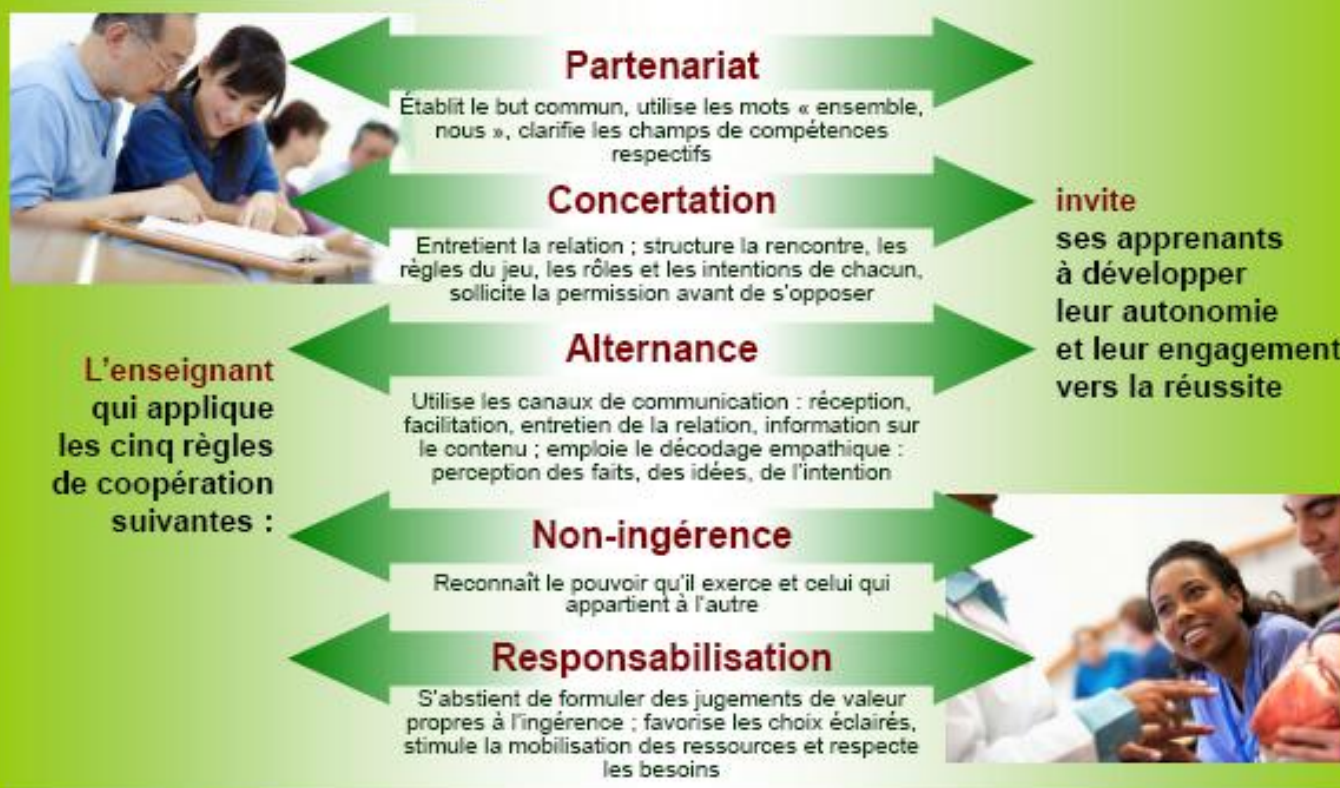 Partenariat
Établit le but commun, utilise les mots « ensemble,
nous », clarifie les champs de compétences
respectifs
Concertation
Entretient la relation ; structure la rencontre, les
règles du jeu, les rôles et les intentions de chacun,
sollicite la permission avant de s'opposer
Alternance
Utilise les canaux de communication : réception,
facilitation, entretien de la relation, information sur
le contenu ; emploie le décodage empathique :
perception des faits, des idées, de l'intention
Non-ingérence
Reconnaît le pouvoir qu'il exerce et celui qui
appartient à l'autre
Responsabilisation
S'abstient de formuler des jugements de valeur
propres à l'ingérence ; favorise les choix éclairés,
stimule la mobilisation des ressources et respecte
les besoins
L'enseignant
qui applique
les cinq règles
de coopération
suivantes :
invite
ses apprenants
à développer
leur autonomie
et leur engagement
vers la réussite